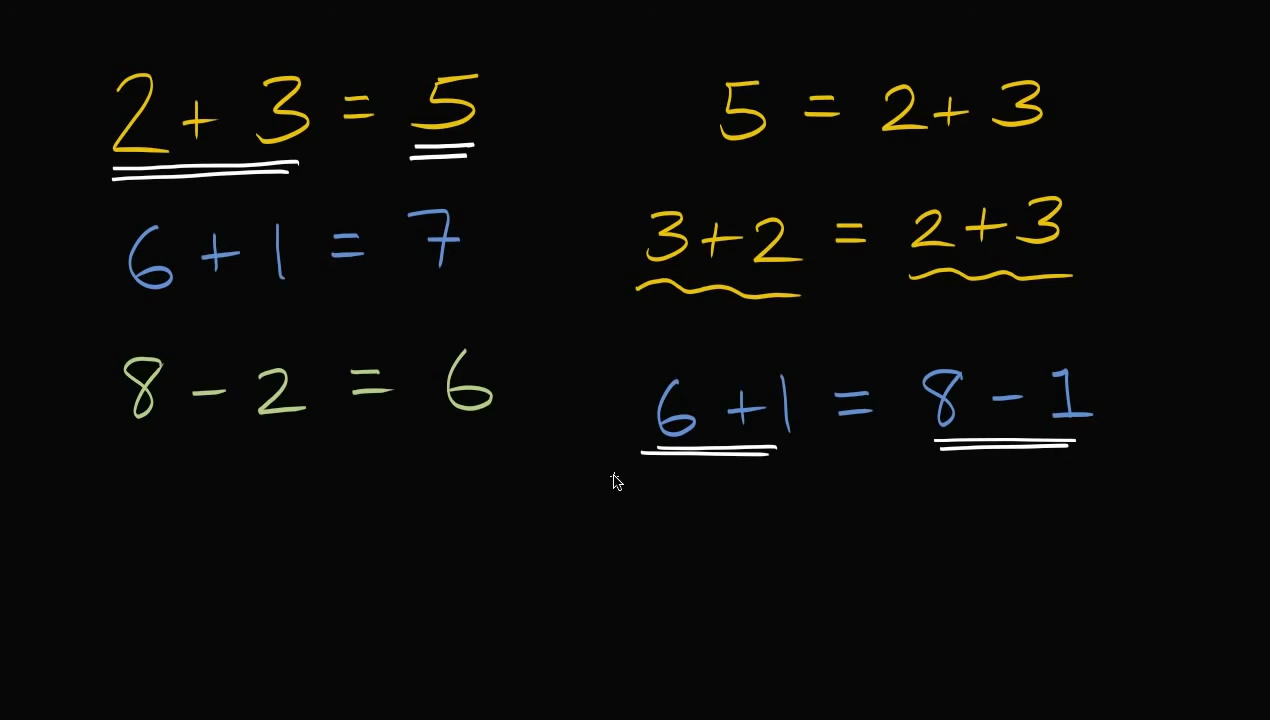 2 + 3 = 5
6 + 1 = 7
8 - 2 = 6
5 = 2 + 3
3 + 2 = 2 + 3
6 + 1 = 8 - 1